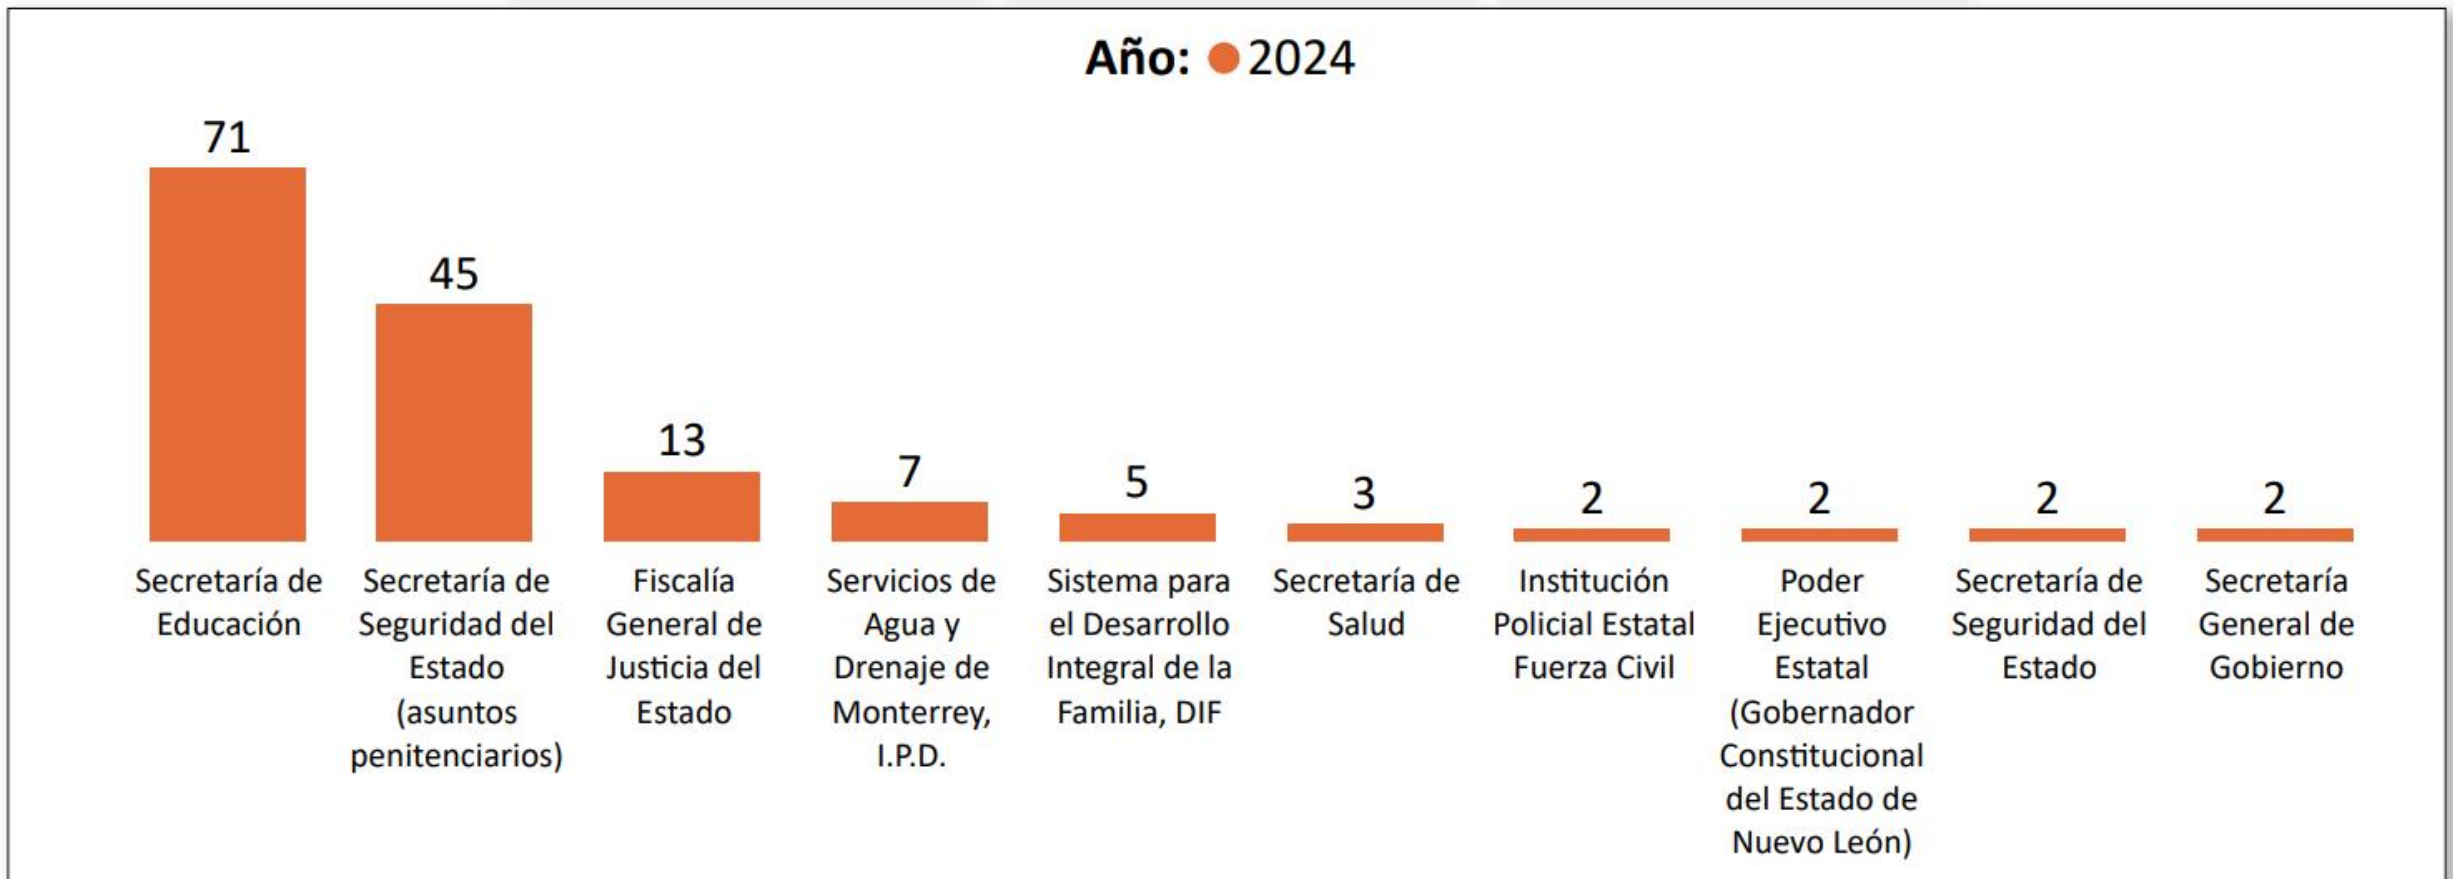 Año: 2024
71
45
13
7
5
3
2
2
2
2
Secretaría de
Educación
Secretaría de
Seguridad del
Estado
(asuntos
penitenciarios)
Fiscalía
General de
Justicia del
Estado
Servicios de
Agua y
Drenaje de
Monterrey,
I.P.D.
Sistema para
el Desarrollo
Integral de la
Familia, DIF
Secretaría de
Salud
Institución
Policial Estatal
Fuerza Civil
Poder
Ejecutivo
Estatal
(Gobernador
Constitucional
del Estado de
Nuevo León)
Secretaría de
Seguridad del
Estado
Secretaría
General de
Gobierno